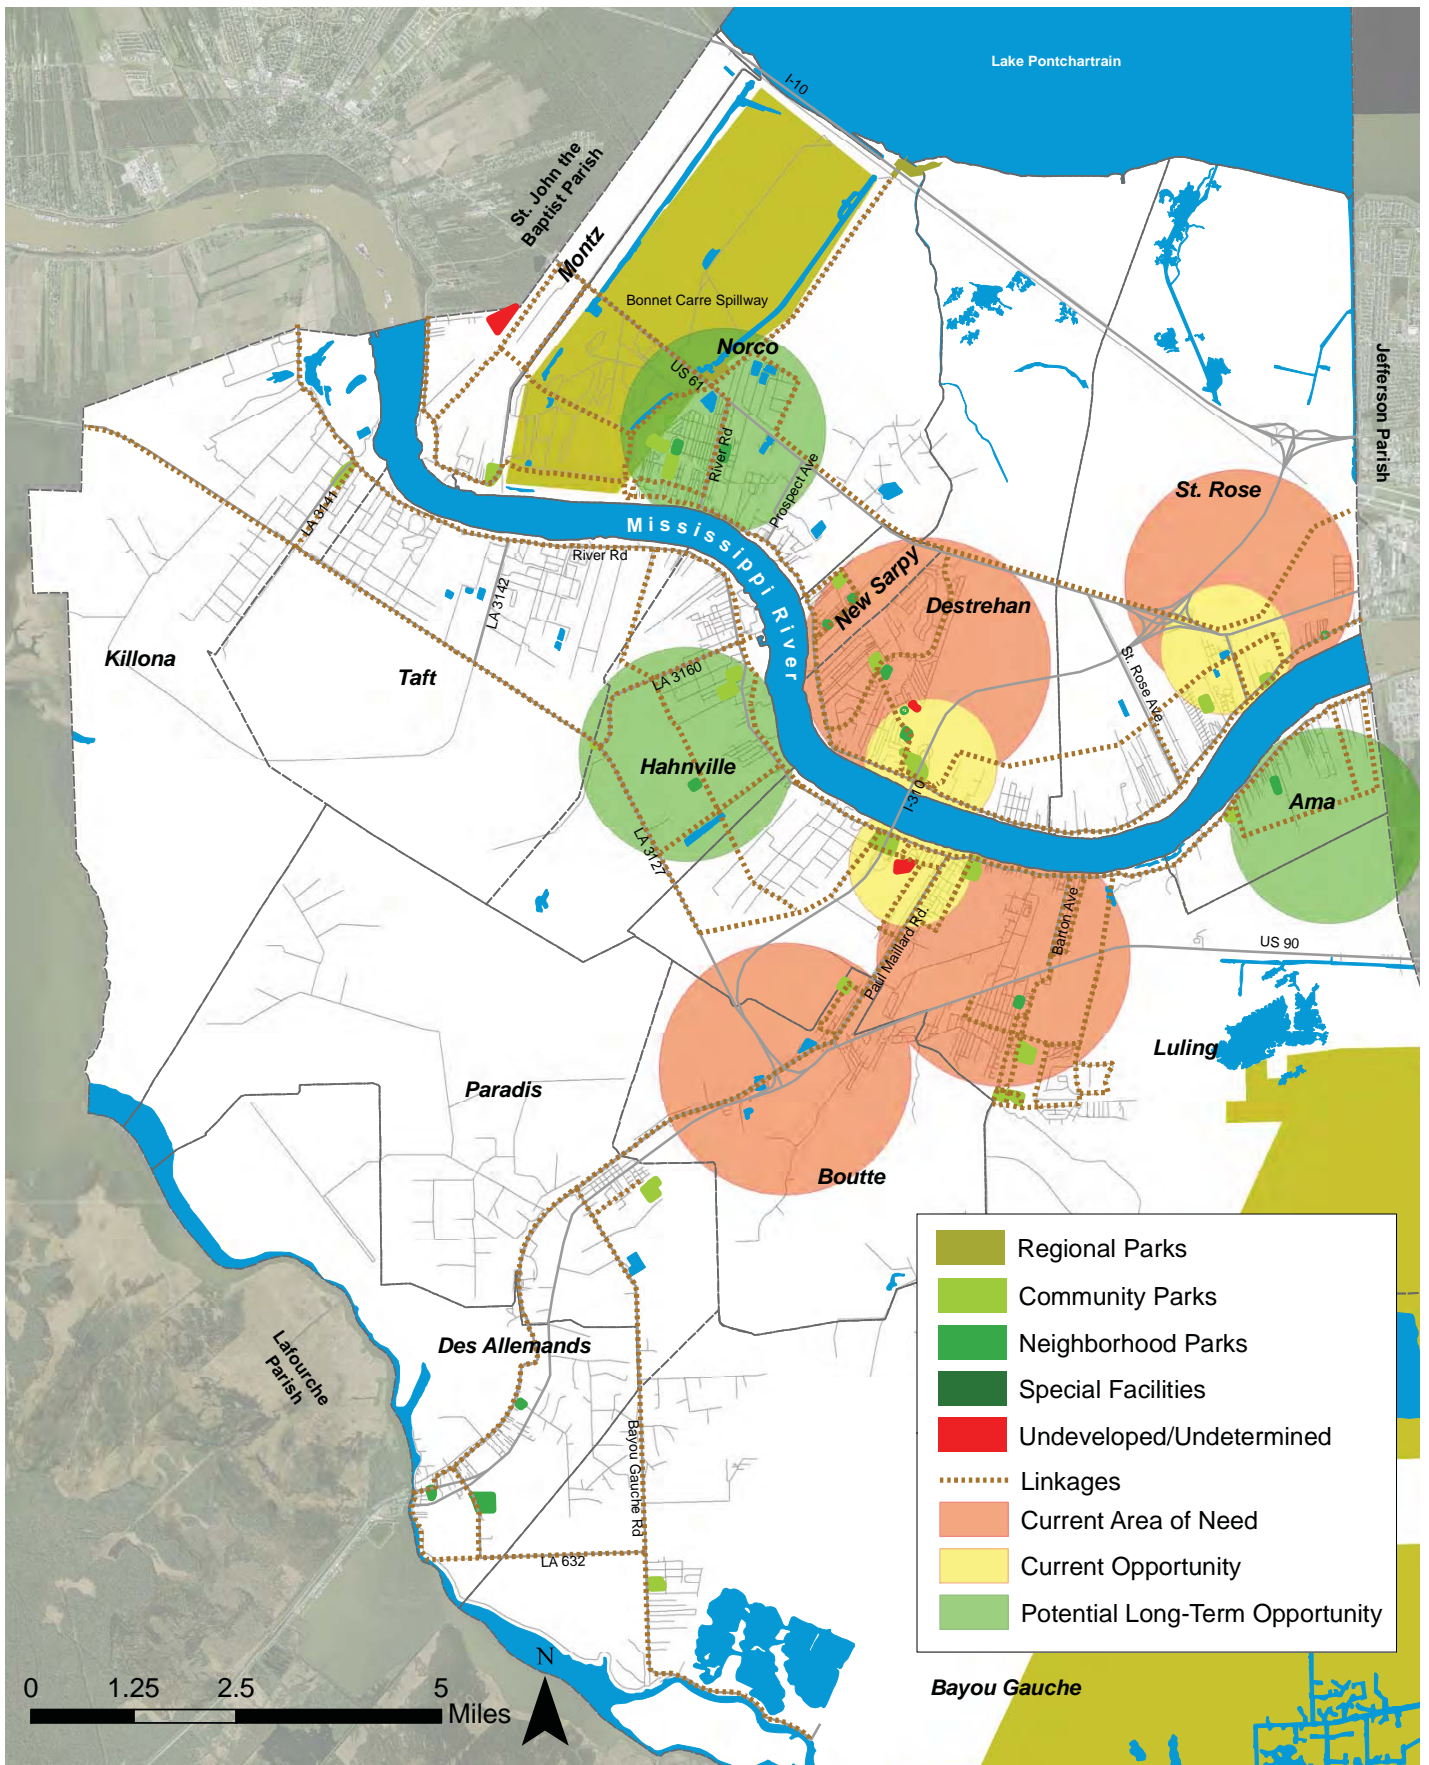 Lake Pontchartrain
I-10
St. John the
Baptist Parish
Montz
Bonnet Carre Spillway
Norco
US 61
River Rd
Prospect Ave
Jefferson Parish
St. Rose
LA 3141
Mississippi River
River Rd
LA 3142
New Sarpy
Destrehan
Killona
Taft
LA 3160
St. Rose Ave.
Hahnville
I-310
Ama
LA 3127
Paul Maillard Rd.
Barton Ave
US 90
Luling
Paradis
Boutte
Des Allemands
Lafourche
Parish
Bayou Gauche Rd
LA 632
Bayou Gauche
Regional Parks
Community Parks
Neighborhood Parks
Special Facilities
Undeveloped/Undetermined
Linkages
Current Area of Need
Current Opportunity
Potential Long-Term Opportunity
N
0 1.25 2.5 5
Miles